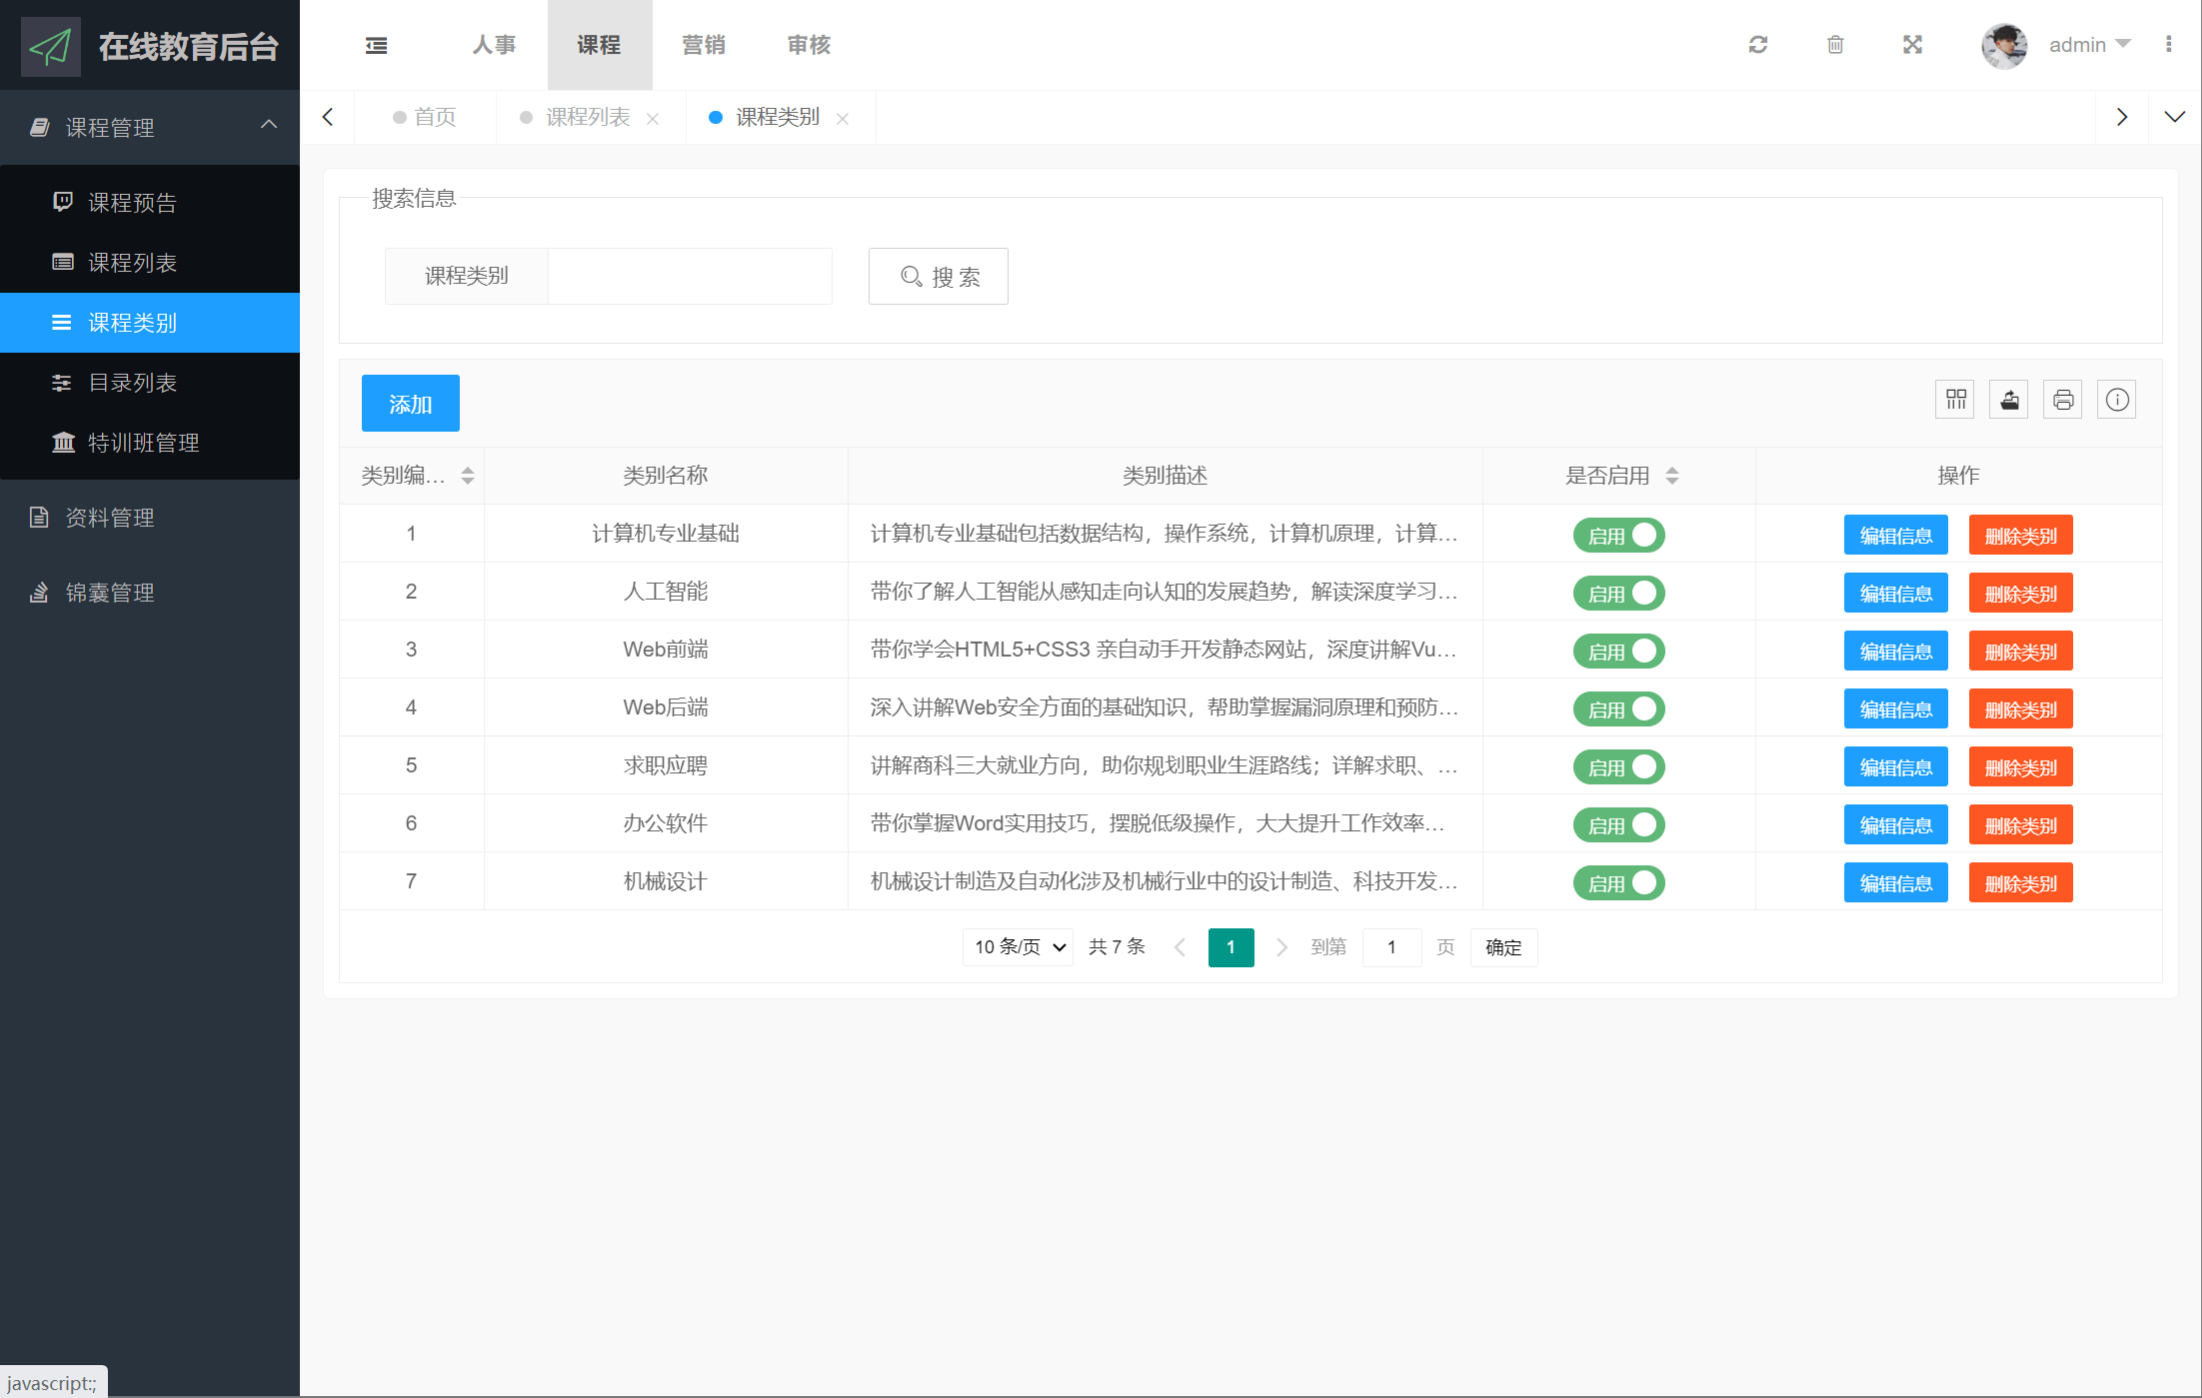 在线教育后台
人事 课程 营销 审核
admin
首页 课程列表 课程类别
课程管理
课程预告
课程列表
课程类别
目录列表
特训班管理
资料管理
锦囊管理
搜索信息
课程类别
搜 索
添加
类别编... 类别名称 类别描述 是否启用 操作
1 计算机专业基础 计算机专业基础包括数据结构，操作系统，计算机原理，计算... 启用 编辑信息 删除类别
2 人工智能 带你了解人工智能从感知走向认知的发展趋势，解读深度学习... 启用 编辑信息 删除类别
3 Web前端 带你学会HTML5+CSS3 亲自动手开发静态网站，深度讲解Vu... 启用 编辑信息 删除类别
4 Web后端 深入讲解Web安全方面的基础知识，帮助掌握漏洞原理和预防... 启用 编辑信息 删除类别
5 求职应聘 讲解商科三大就业方向，助你规划职业生涯路线；详解求职、... 启用 编辑信息 删除类别
6 办公软件 带你掌握Word实用技巧，摆脱低级操作，大大提升工作效率... 启用 编辑信息 删除类别
7 机械设计 机械设计制造及自动化涉及机械行业中的设计制造、科技开发... 启用 编辑信息 删除类别
10 条/页 共 7 条 1 到第 1 页 确定
javascript:;